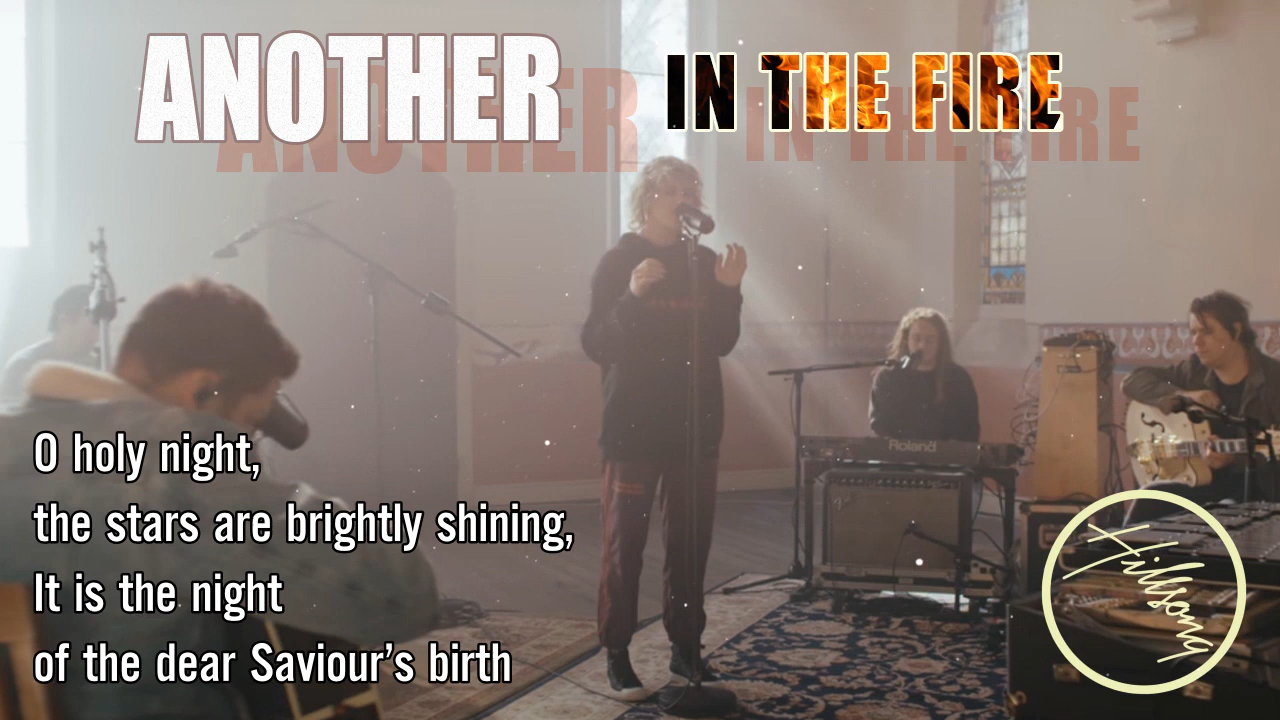 ANOTHER IN THE FIRE
O holy night,
the stars are brightly shining,
It is the night
of the dear Saviour’s birth
Roland
Hillsong